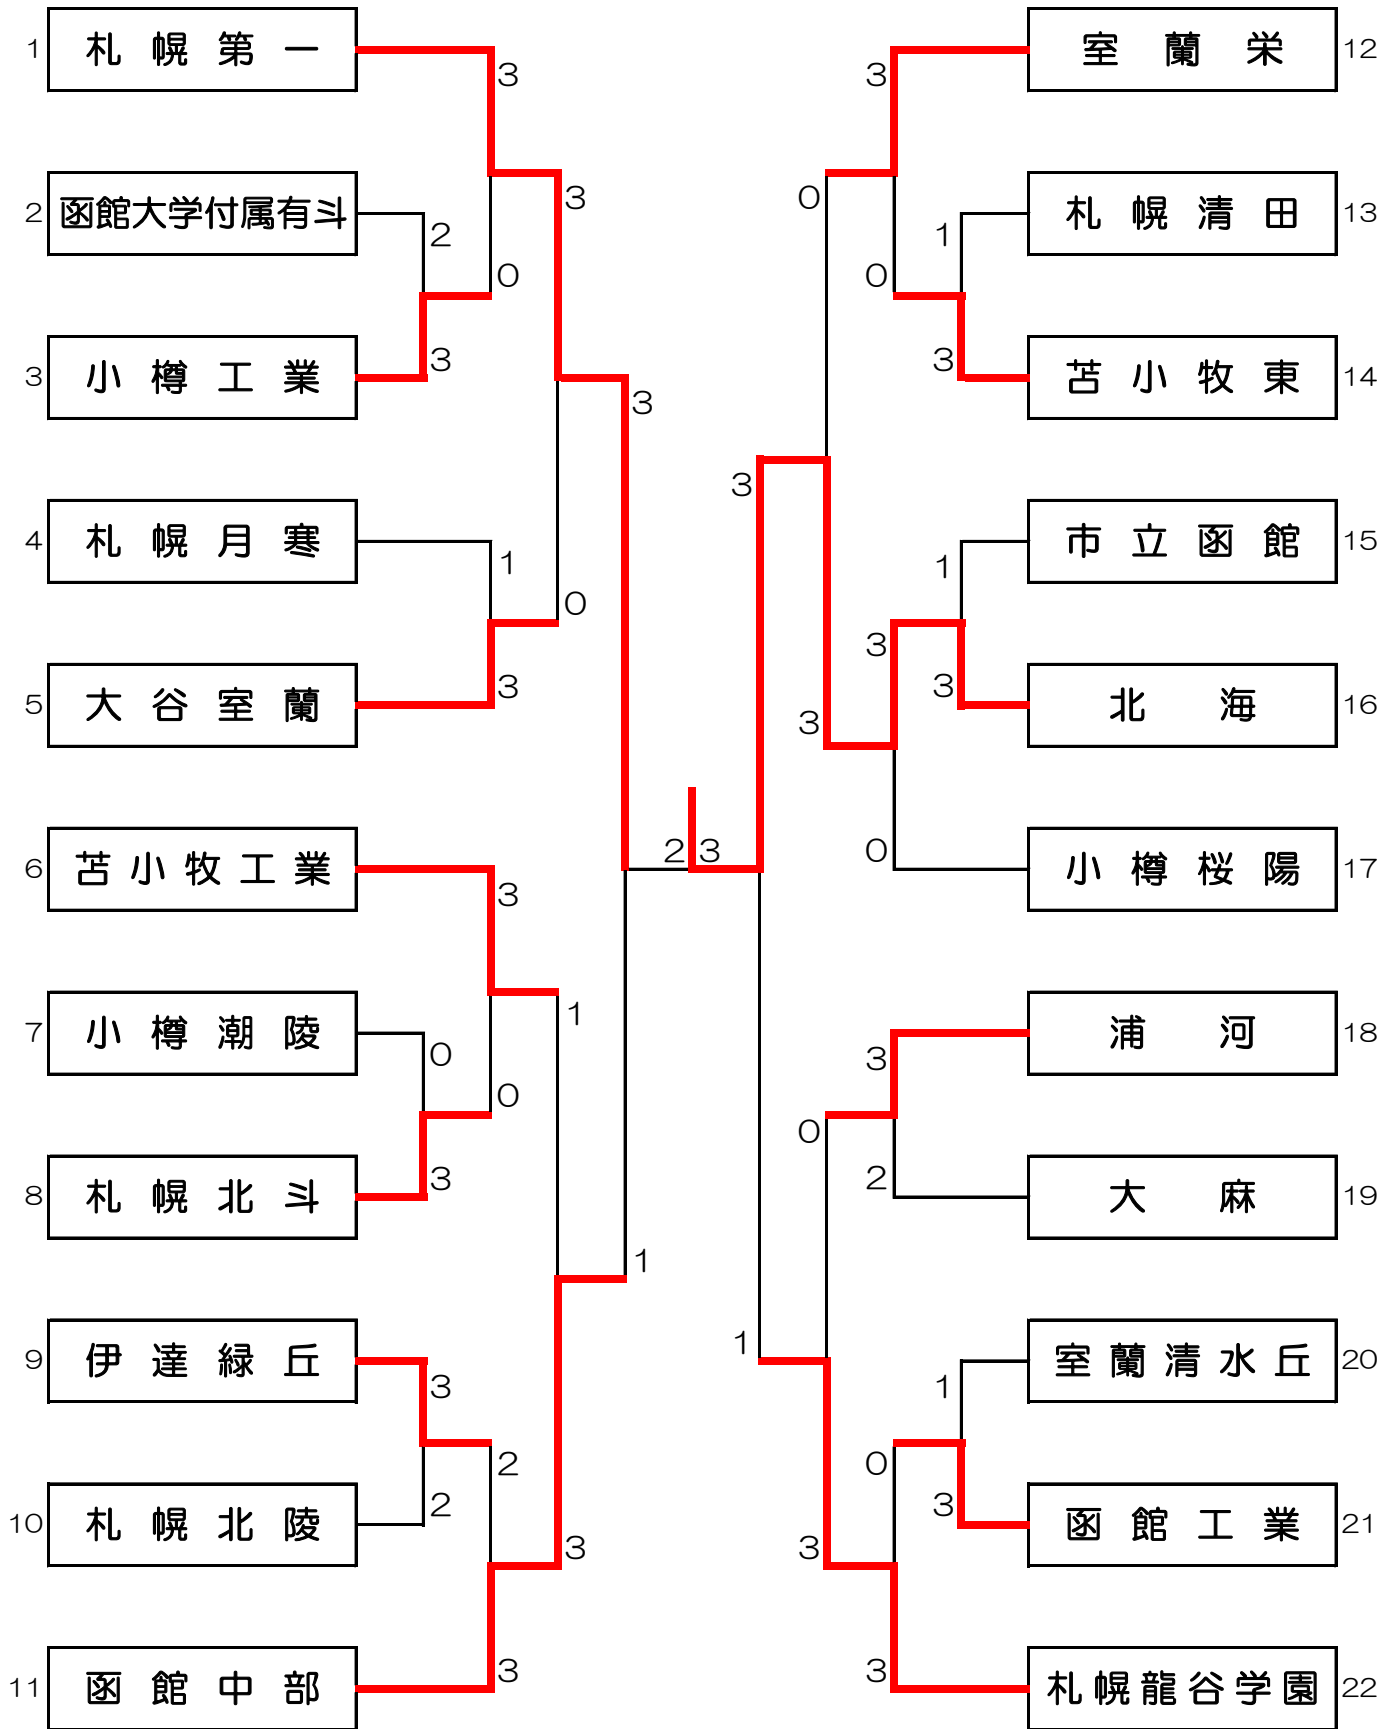 1 札幌第一
3
2 函館大学付属有斗
2
3
0
3 小樽工業
3
3
4 札幌月寒
1
0
5 大谷室蘭
3
6 苫小牧工業
3
1
7 小樽潮陵
0
0
8 札幌北斗
3
1
9 伊達緑丘
3
2
10 札幌北陵
2
3
11 函館中部
3
2 3
室蘭栄 12
3
0
札幌清田 13
1
0
苫小牧東 14
3
3
市立函館 15
1
3
北海 16
3
3
小樽桜陽 17
0
浦河 18
3
0
大麻 19
2
1
室蘭清水丘 20
1
0
函館工業 21
3
3
札幌龍谷学園 22
3